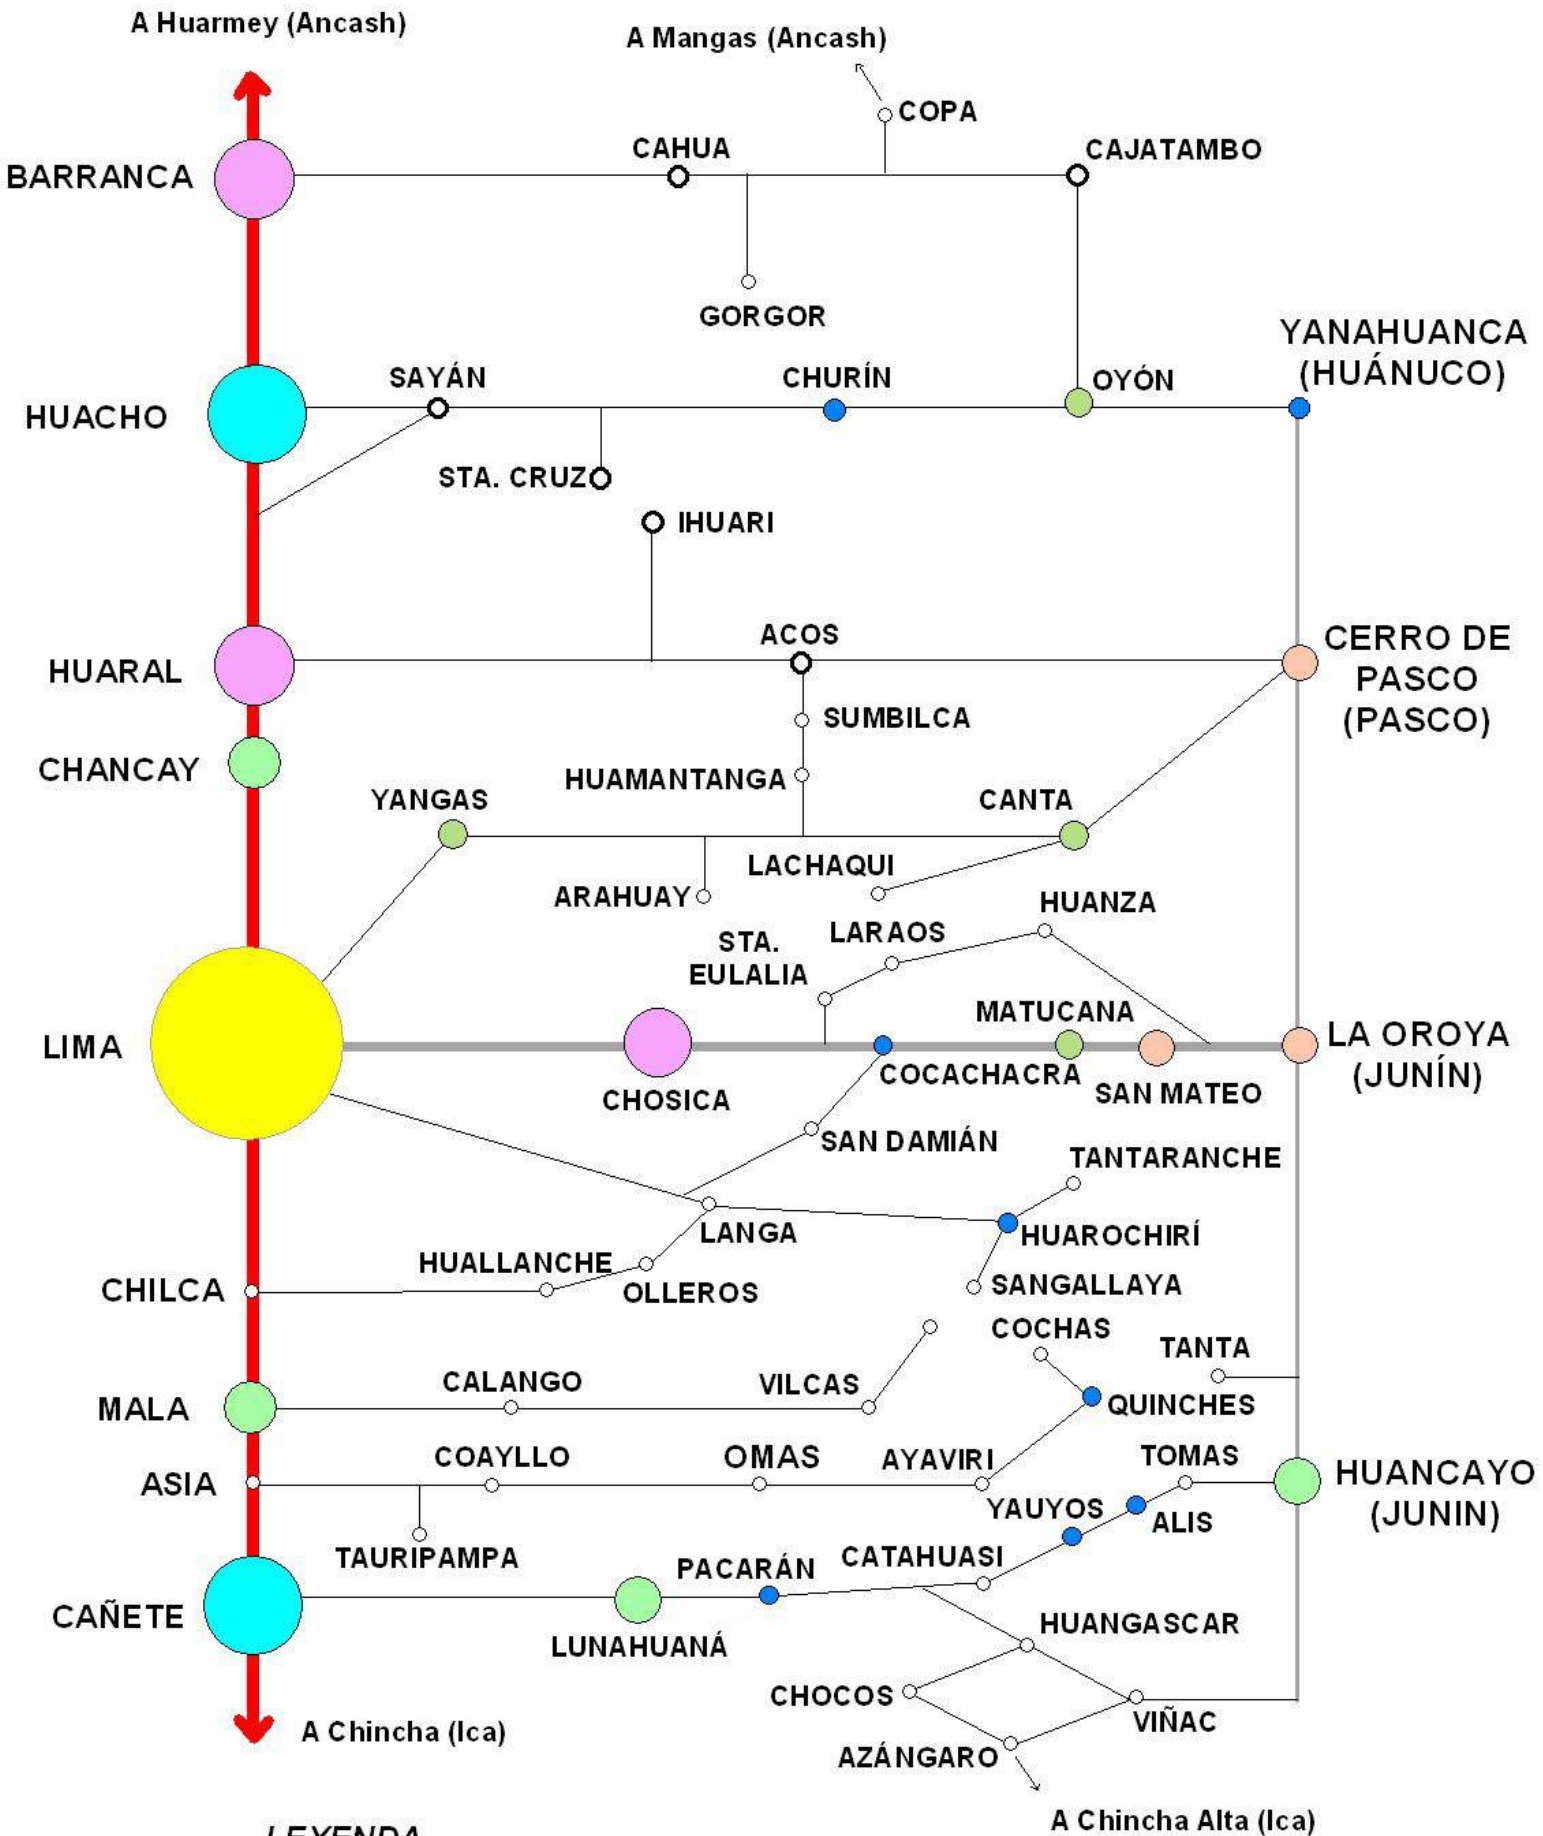 A Huarmey (Ancash)
A Mangas (Ancash)
COPA
CAHUA
CAJATAMBO
BARRANCA
GORGOR
YANAHUANCA
(HUÁNUCO)
SAYÁN
CHURÍN
OYÓN
HUACHO
STA. CRUZ
IHUARI
ACOS
CERRO DE
PASCO
(PASCO)
HUARAL
SUMBILCA
CHANCAY
HUAMANTANGA
YANGAS
CANTA
LACHAQUI
ARAHUAY
HUANZA
LARAOS
STA.
EULALIA
MATUCANA
LIMA
LA OROYA
(JUNÍN)
COCACHACRA
SAN MATEO
CHOSICA
SAN DAMIÁN
TANTARANCHE
LANGA
HUAROCHIRÍ
HUALLANCHE
CHILCA
OLLEROS
SANGALLAYA
COCHAS
TANTA
CALANGO
VILCAS
MALA
QUINCHES
COAYLLO
OMAS
AYAVIRI
TOMAS
ASIA
HUANCAYO
(JUNIN)
YAUYOS
ALIS
TAURIPAMPA
PACARÁN
CATAHUASI
CAÑETE
HUANGASCAR
LUNAHUANÁ
CHOCOS
VIÑAC
A Chincha (Ica)
AZÁNGARO
A Chincha Alta (Ica)
LEYENDA